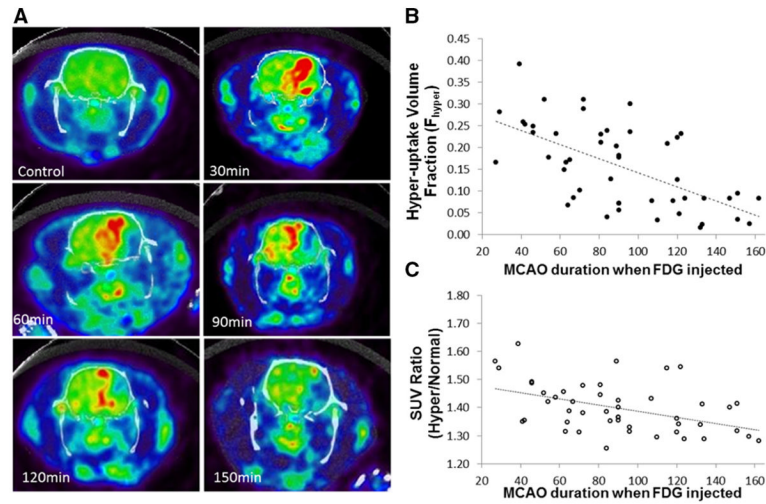 A
Control
30min
60min
90min
120min
150min
B
Hyper-uptake Volume
Fraction (Fhyper)
0.45
0.40
0.35
0.30
0.25
0.20
0.15
0.10
0.05
0.00
20 40 60 80 100 120 140 160
MCAO duration when FDG injected
C
SUV Ratio
(Hyper/Normal)
1.80
1.70
1.60
1.50
1.40
1.30
1.20
20 40 60 80 100 120 140 160
MCAO duration when FDG injected